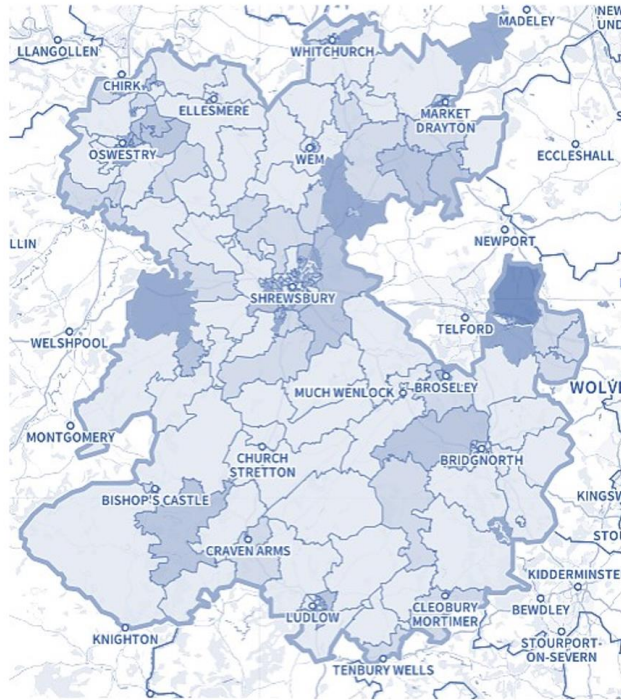 MADELEY
NEW
UND
LLANGOLLEN
WHITCHURCH
CHIRK
ELLESMERE
MARKET
DRAYTON
OSWESTRY
WEM
ECCLESHALL
LLIN
NEWPORT
SHREWSBURY
TELFORD
WELSHPOOL
MUCH WENLOCK
BROSELEY
WOLVE
MONTGOMERY
CHURCH
STRETTON
BRIDGNORTH
BISHOP'S CASTLE
KINGSW
STOU
CRAVEN ARMS
KIDDERMINSTE
LUDLOW
CLEOBURY
MORTIMER
BEWDLEY
KNIGHTON
STOURPORT
-ON-SEVERN
TENBURY WELLS